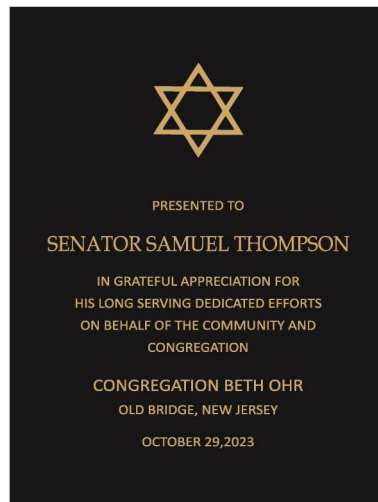 PRESENTED TO
SENATOR SAMUEL THOMPSON
IN GRATEFUL APPRECIATION FOR
HIS LONG SERVING DEDICATED EFFORTS
ON BEHALF OF THE COMMUNITY AND
CONGREGATION
CONGREGATION BETH OHR
OLD BRIDGE, NEW JERSEY
OCTOBER 29,2023